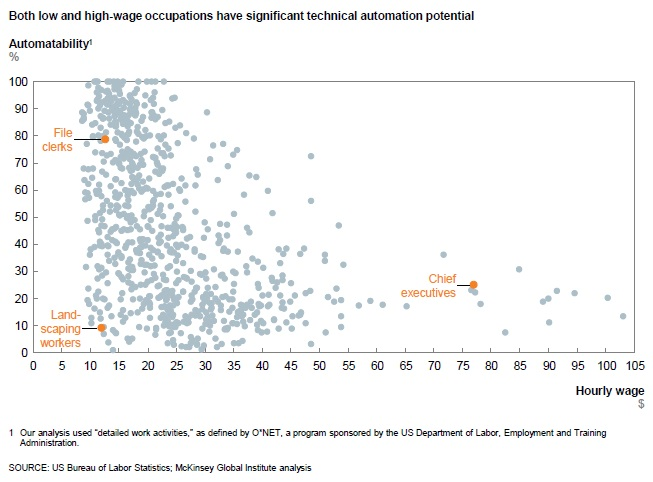 Both low and high-wage occupations have significant technical automation potential
Automatability¹
%
100
90
80
70
60
50
40
30
20
10
0
File
clerks
Land-
scaping
workers
Chief
executives
0 5 10 15 20 25 30 35 40 45 50 55 60 65 70 75 80 85 90 95 100 105
Hourly wage
$
1 Our analysis used “detailed work activities,” as defined by O*NET, a program sponsored by the US Department of Labor, Employment and Training
Administration.
SOURCE: US Bureau of Labor Statistics; McKinsey Global Institute analysis